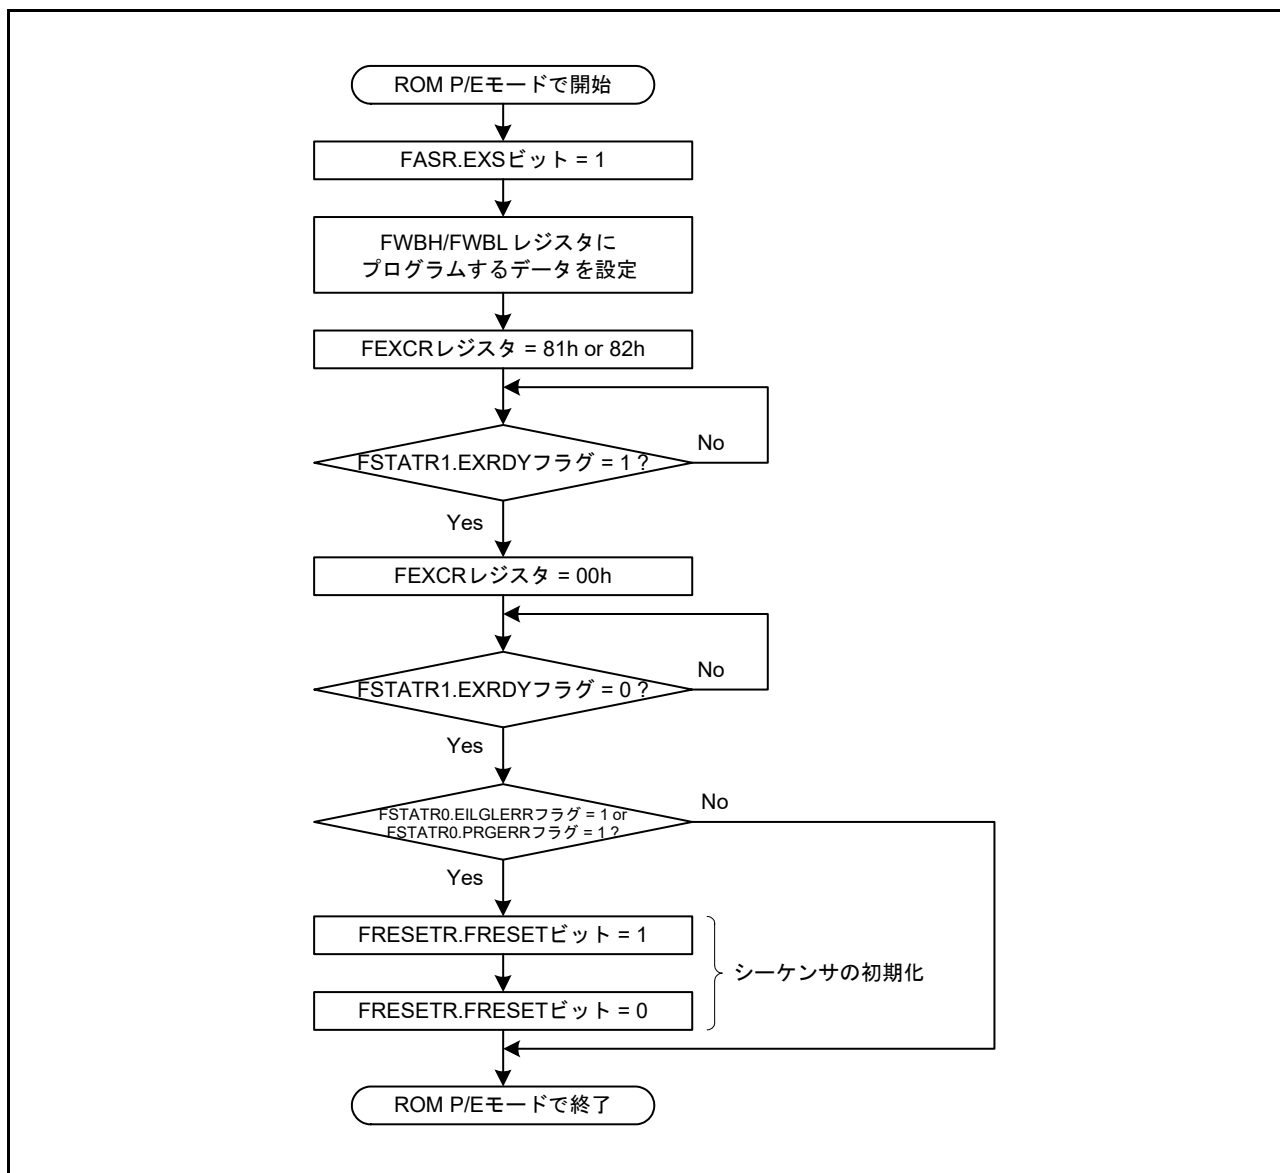 ROM P/Eモードで開始
FASR.EXSビット = 1
FWBH/FWBL レジスタに
プログラムするデータを設定
FEXCRレジスタ = 81h or 82h
FSTATR1.EXRDYフラグ = 1 ?
No
Yes
FEXCRレジスタ = 00h
FSTATR1.EXRDYフラグ = 0 ?
No
Yes
FSTATR0.EILGLERRフラグ = 1 or
FSTATR0.PRGERRフラグ = 1 ?
No
Yes
FRESETR.FRESETビット = 1
シーケンサの初期化
FRESETR.FRESETビット = 0
ROM P/Eモードで終了